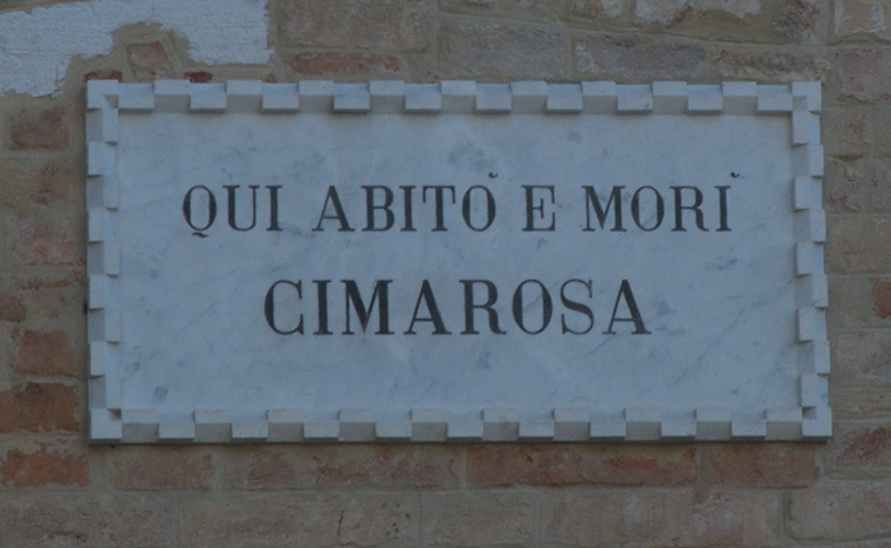 QUI ABITÒ E MORÌ
CIMAROSA